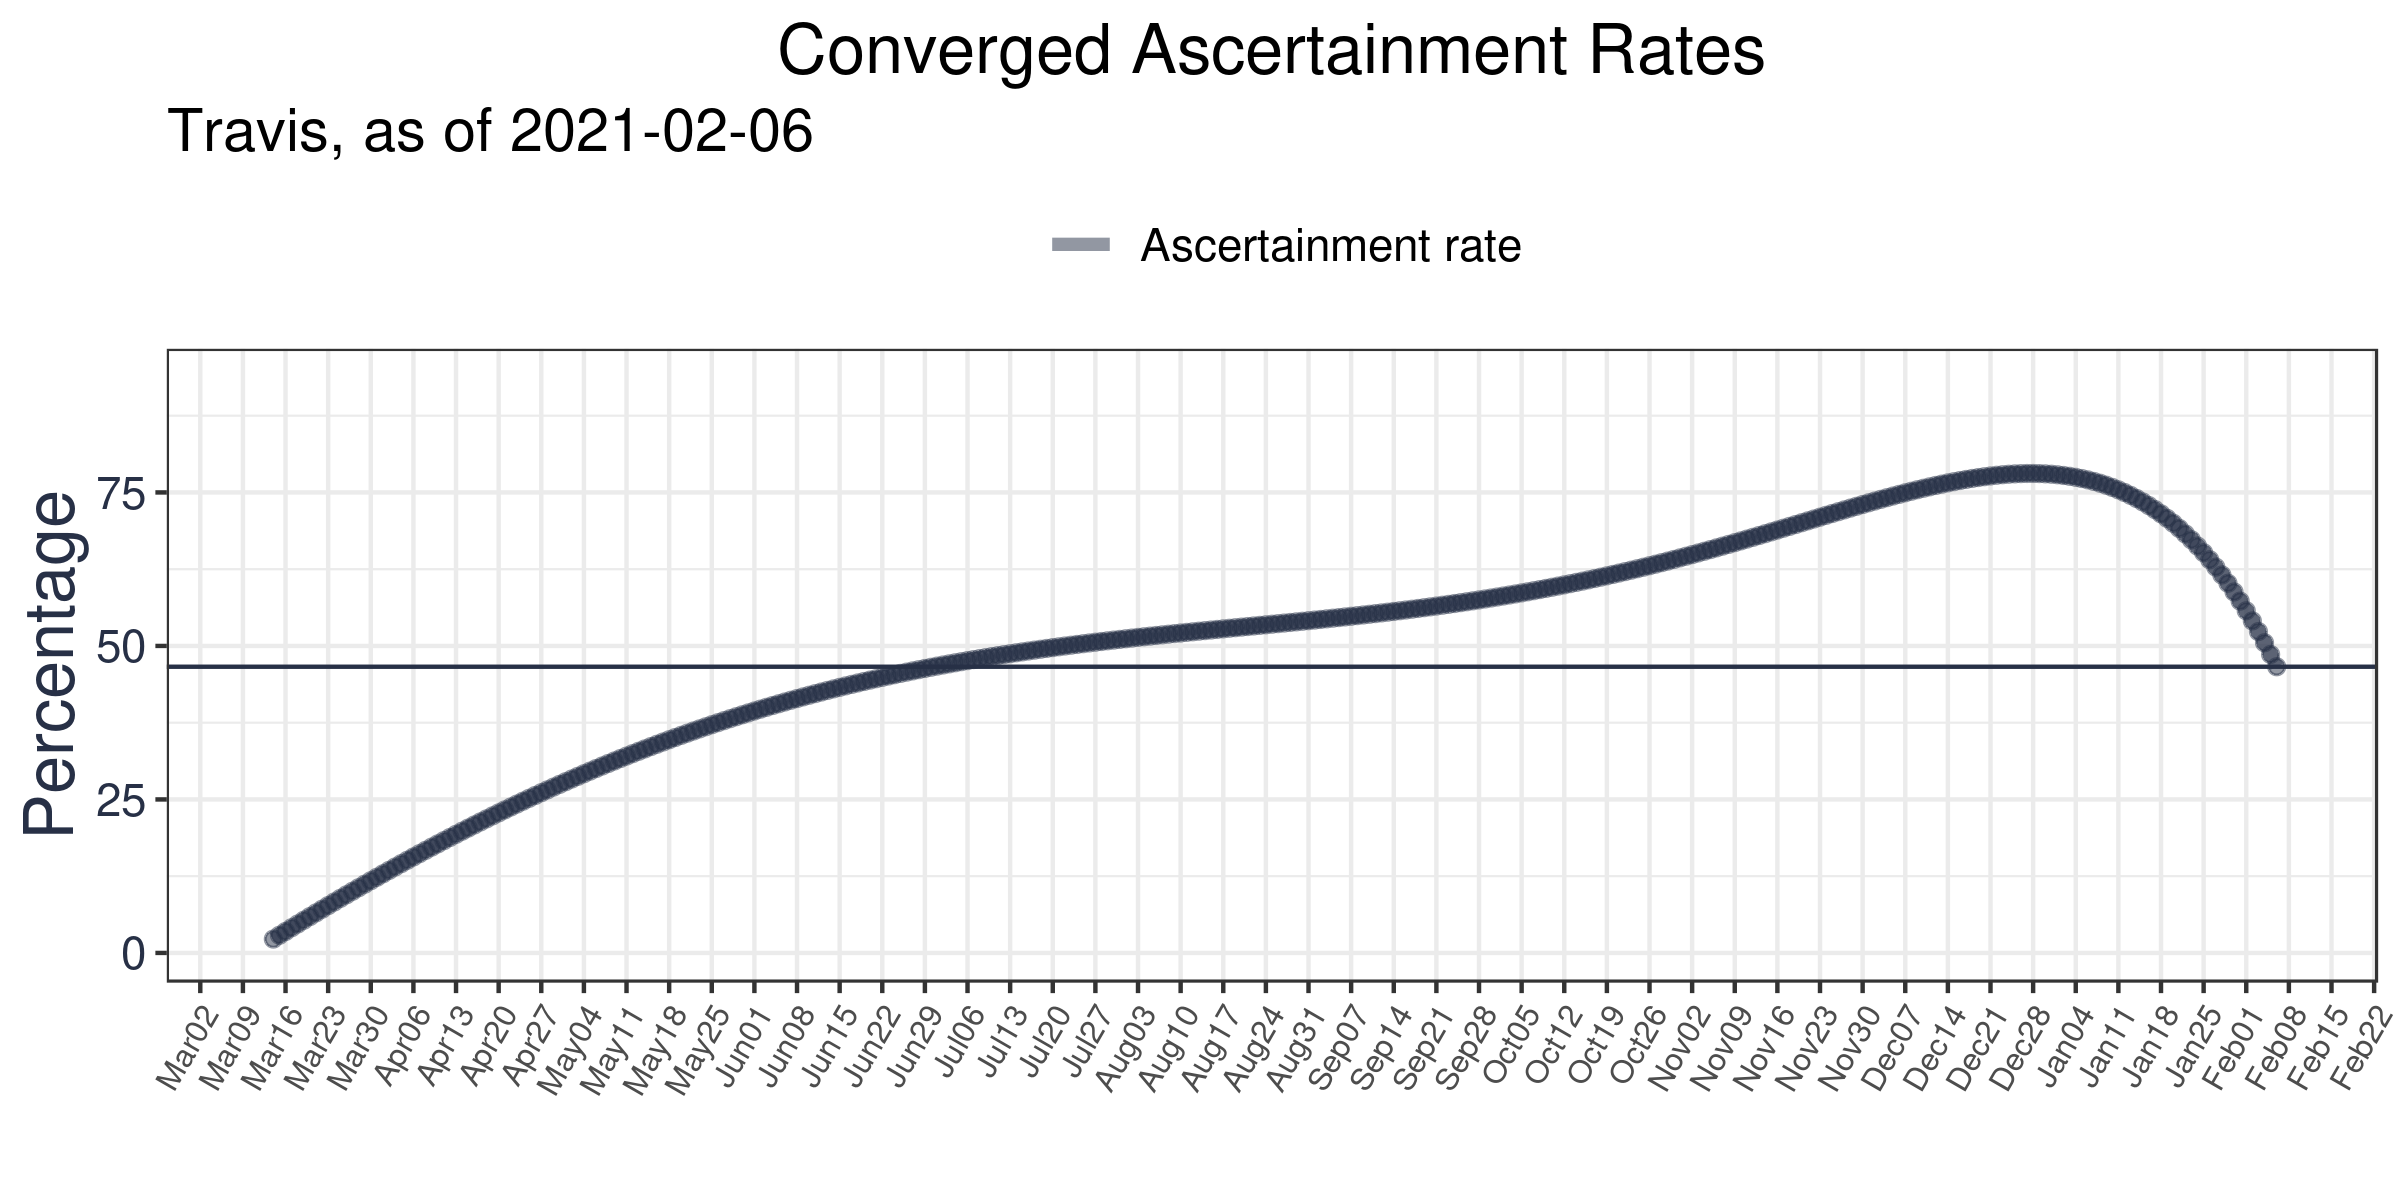 Converged Ascertainment Rates
Travis, as of 2021-02-06
Ascertainment rate
Percentage
75
50
25
0
Mar02 Mar09 Mar16 Mar23 Mar30 Apr06 Apr13 Apr20 Apr27 May04 May11 May18 May25 Jun01 Jun08 Jun15 Jun22 Jun29 Jul06 Jul13 Jul20 Jul27 Aug03 Aug10 Aug17 Aug24 Aug31 Sep07 Sep14 Sep21 Sep28 Oct05 Oct12 Oct19 Oct26 Nov02 Nov09 Nov16 Nov23 Nov30 Dec07 Dec14 Dec21 Dec28 Jan04 Jan11 Jan18 Jan25 Feb01 Feb08 Feb15 Feb22